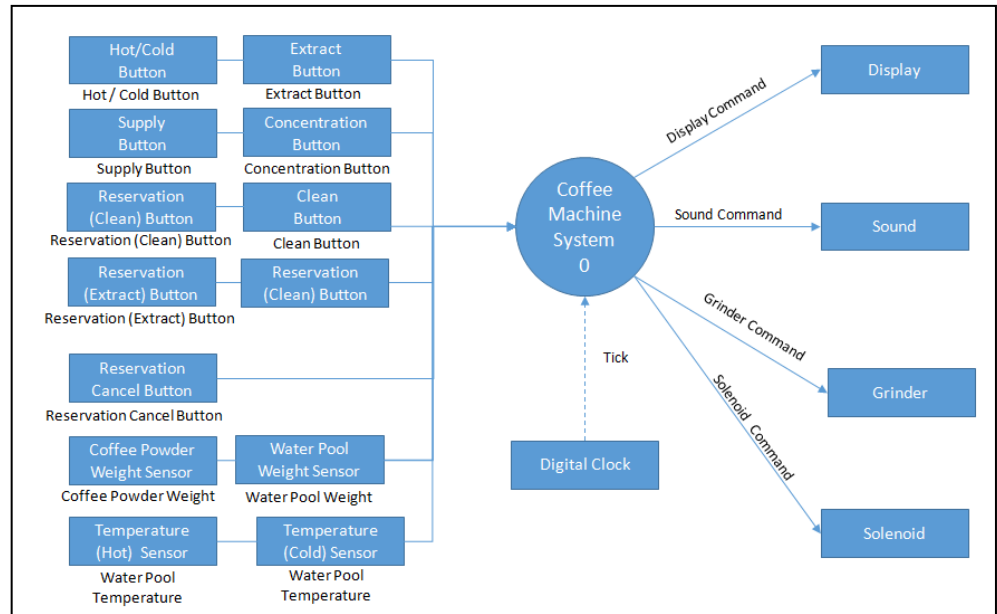 Hot/Cold
Button
Hot / Cold Button
Extract
Button
Extract Button
Supply
Button
Supply Button
Concentration
Button
Concentration Button
Reservation
(Clean) Button
Reservation (Clean) Button
Clean
Button
Clean Button
Reservation
(Extract) Button
Reservation (Extract) Button
Reservation
(Clean) Button
Reservation
Cancel Button
Reservation Cancel Button
Coffee Powder
Weight Sensor
Coffee Powder Weight
Water Pool
Weight Sensor
Water Pool Weight
Temperature
(Hot) Sensor
Water Pool
Temperature
Temperature
(Cold) Sensor
Water Pool
Temperature
Coffee
Machine
System
0
Tick
Digital Clock
Display Command
Display
Sound Command
Sound
Grinder Command
Grinder
Solenoid Command
Solenoid